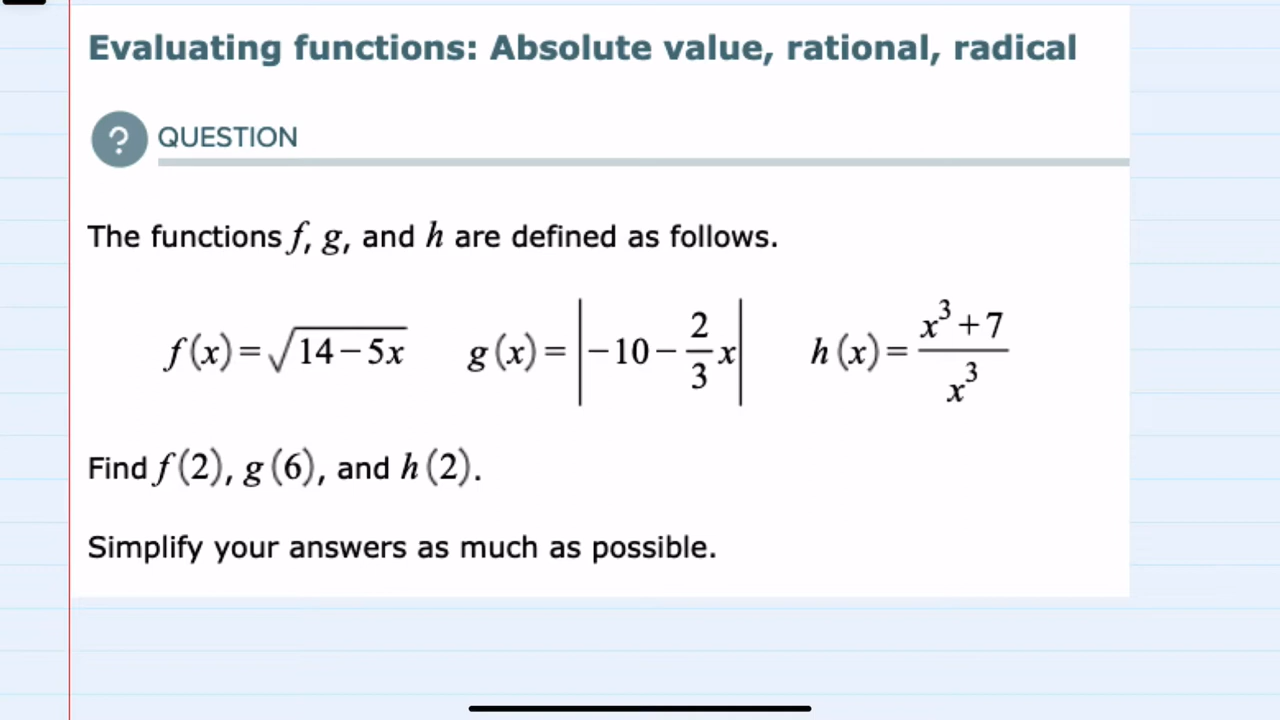 Evaluating functions: Absolute value, rational, radical
? QUESTION
The functions f, g, and h are defined as follows.
f(x)=√(14−5x)   g(x)=|−10−(2/3)x|   h(x)=(x³+7)/x³
Find f(2), g(6), and h(2).
Simplify your answers as much as possible.